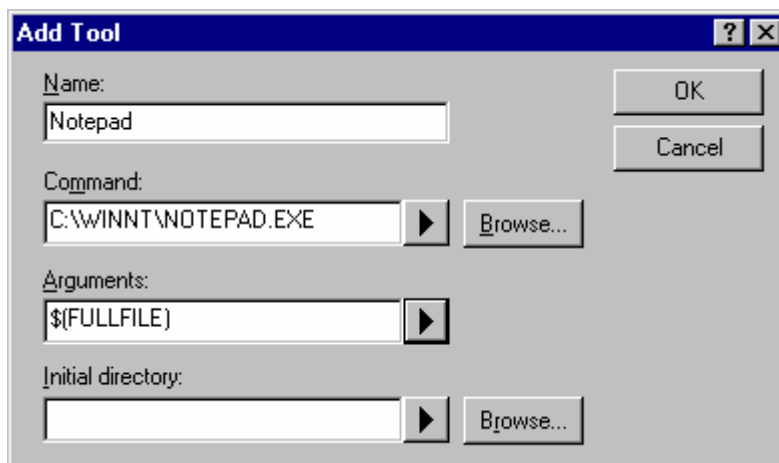 Add Tool
Name:
OK
Notepad
Cancel
Command:
C:\WINNT\NOTEPAD.EXE
Browse...
Arguments:
$(FULLFILE)
Initial directory:
Browse...